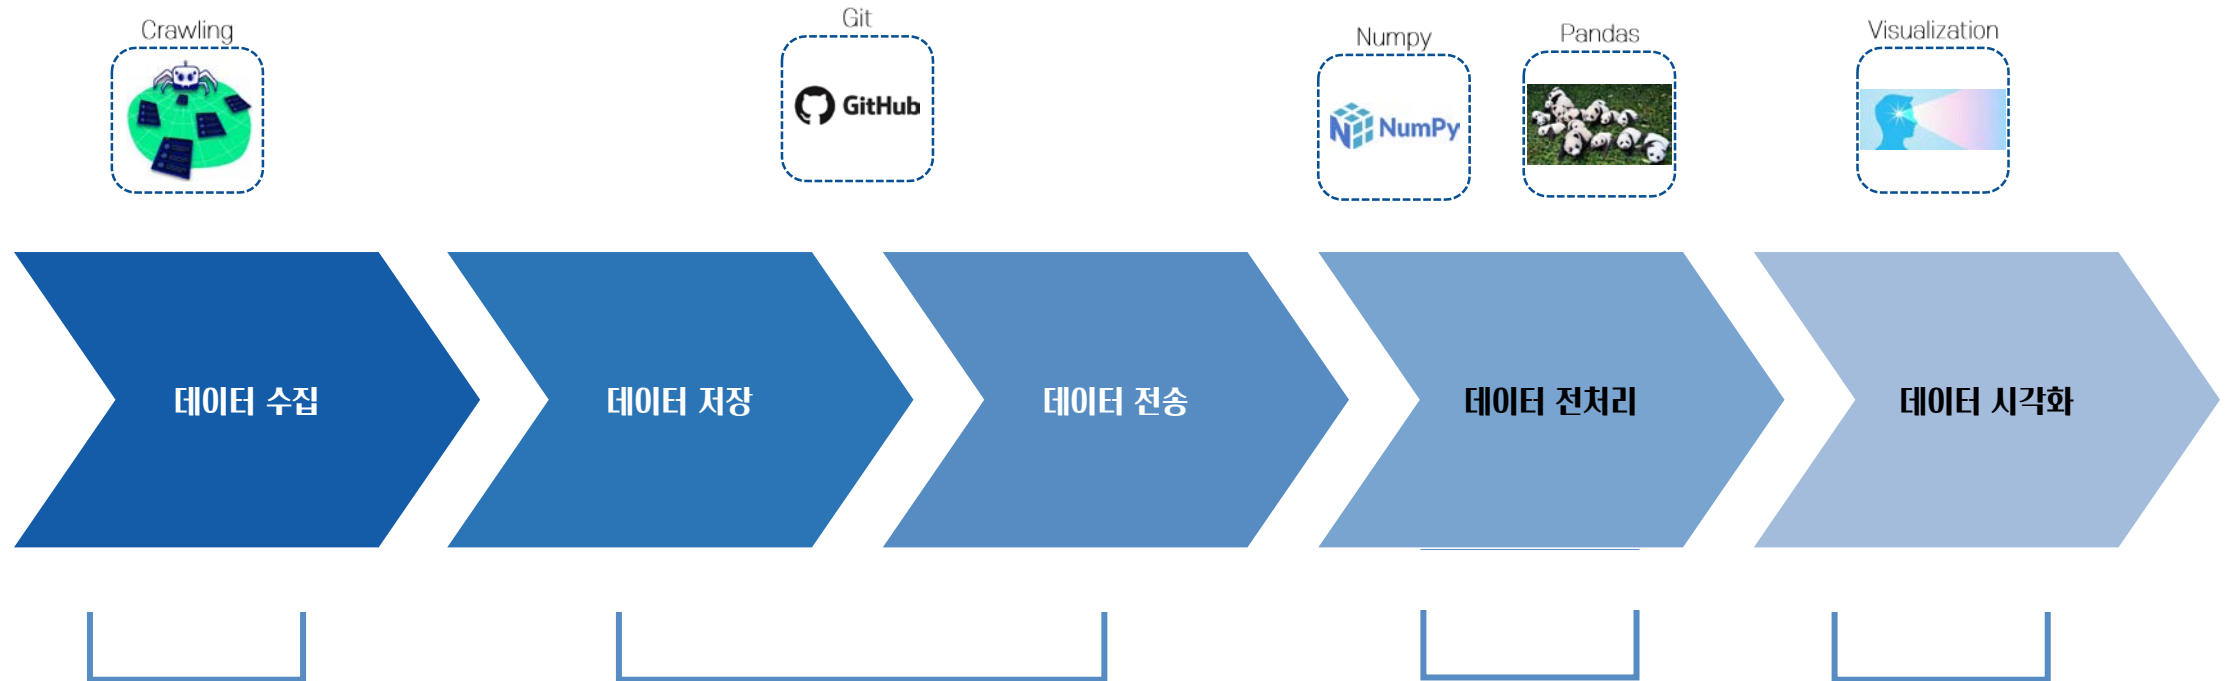 Crawling
Git
GitHub
Numpy
NumPy
Pandas
Visualization
데이터 수집
데이터 저장
데이터 전송
데이터 전처리
데이터 시각화